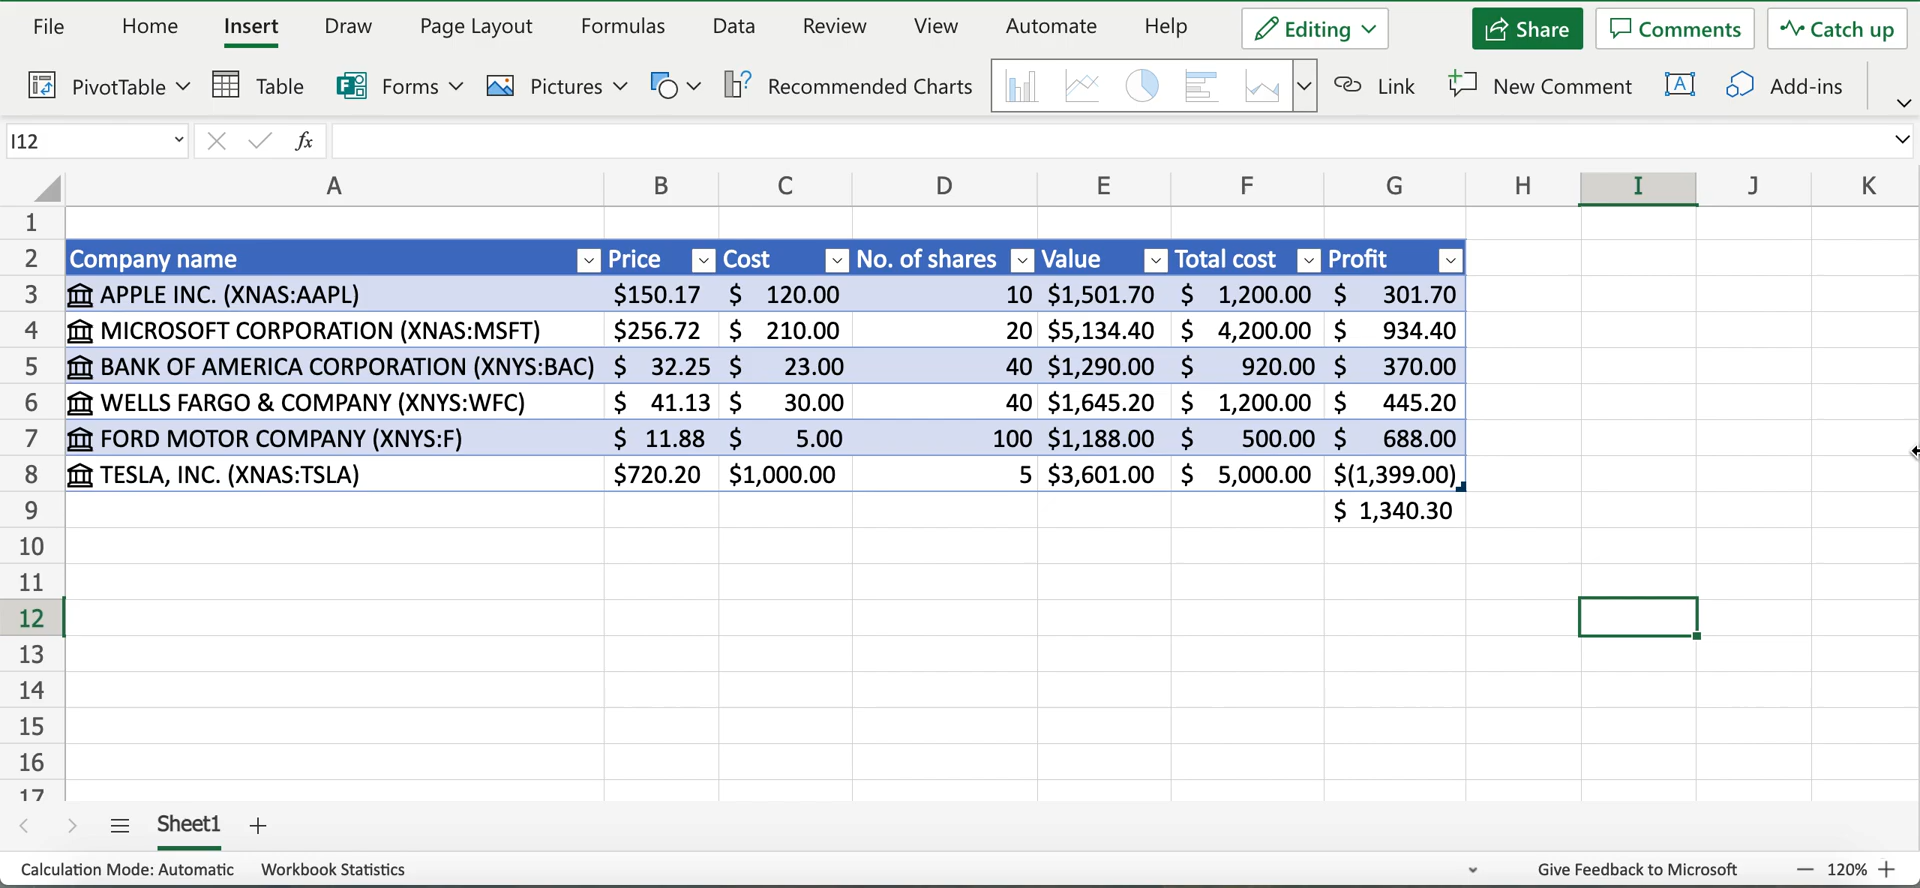 File Home Insert Draw Page Layout Formulas Data Review View Automate Help Editing Share Comments Catch up
PivotTable Table Forms Pictures Recommended Charts Link New Comment A Add-ins
I12 fx
A B C D E F G H I J K
1
2 Company name Price Cost No. of shares Value Total cost Profit
3 APPLE INC. (XNAS:AAPL) $150.17 $ 120.00 10 $1,501.70 $ 1,200.00 $ 301.70
4 MICROSOFT CORPORATION (XNAS:MSFT) $256.72 $ 210.00 20 $5,134.40 $ 4,200.00 $ 934.40
5 BANK OF AMERICA CORPORATION (XNYS:BAC) $ 32.25 $ 23.00 40 $1,290.00 $ 920.00 $ 370.00
6 WELLS FARGO & COMPANY (XNYS:WFC) $ 41.13 $ 30.00 40 $1,645.20 $ 1,200.00 $ 445.20
7 FORD MOTOR COMPANY (XNYS:F) $ 11.88 $ 5.00 100 $1,188.00 $ 500.00 $ 688.00
8 TESLA, INC. (XNAS:TSLA) $720.20 $1,000.00 5 $3,601.00 $ 5,000.00 $(1,399.00)
9 $ 1,340.30
10
11
12
13
14
15
16
17
Sheet1
Calculation Mode: Automatic Workbook Statistics Give Feedback to Microsoft 120%